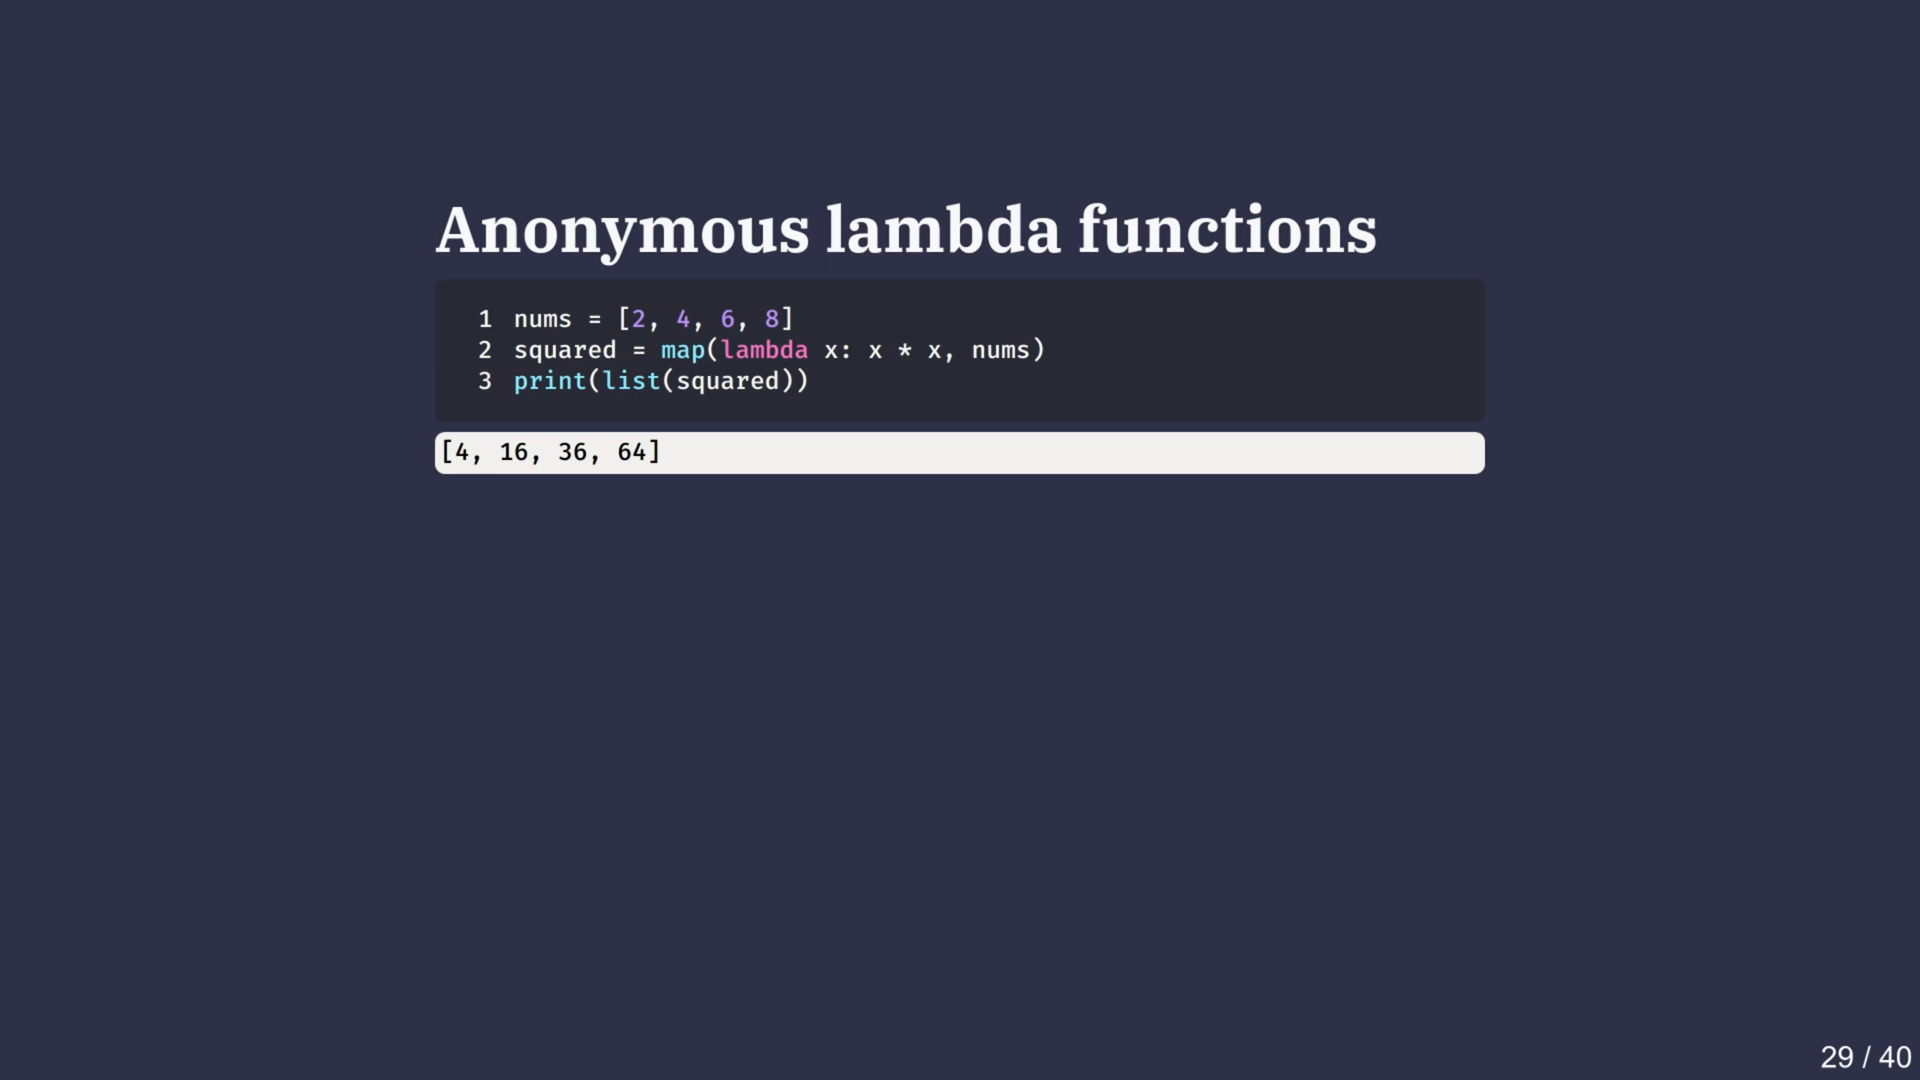 Anonymous lambda functions
1 nums = [2, 4, 6, 8]
2 squared = map(lambda x: x * x, nums)
3 print(list(squared))
[4, 16, 36, 64]
29 / 40